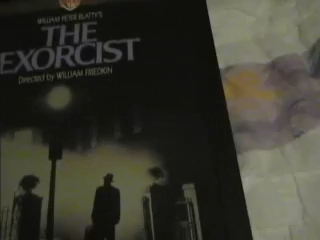 WILLIAM PETER BLATTY'S
THE
EXORCIST
Directed by WILLIAM FRIEDKIN